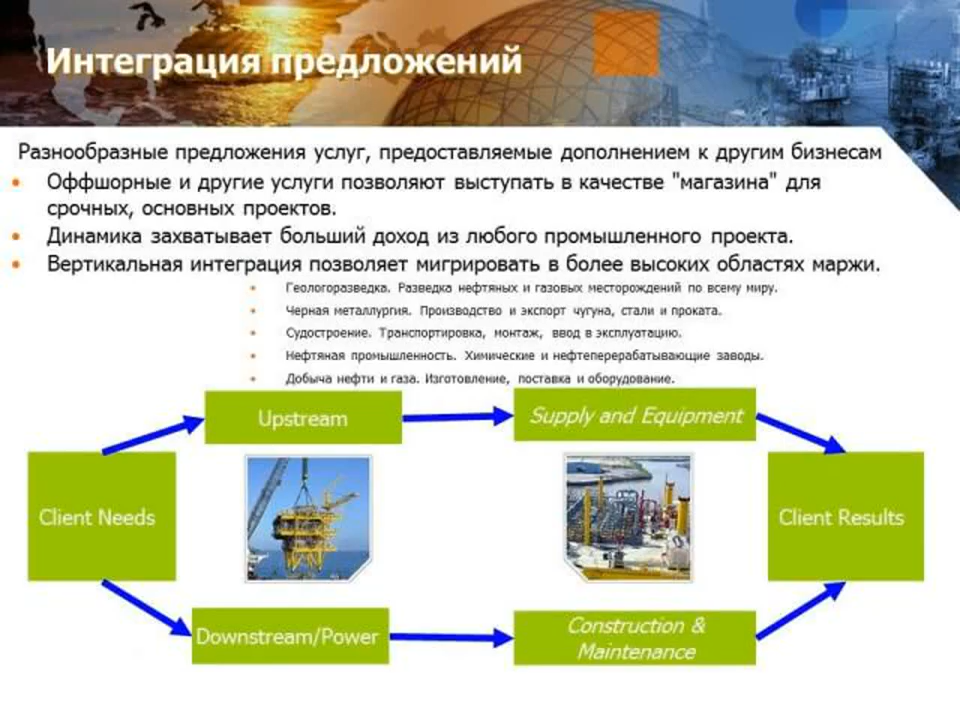 Интеграция предложений
Разнообразные предложения услуг, предоставляемые дополнением к другим бизнесам
• Оффшорные и другие услуги позволяют выступать в качестве "магазина" для
срочных, основных проектов.
• Динамика захватывает больший доход из любого промышленного проекта.
• Вертикальная интеграция позволяет мигрировать в более высоких областях маржи.
• Геологоразведка. Разведка нефтяных и газовых месторождений по всему миру.
• Черная металлургия. Производство и экспорт чугуна, стали и проката.
• Судостроение. Транспортировка, монтаж, ввод в эксплуатацию.
• Нефтяная промышленность. Химические и нефтеперерабатывающие заводы.
• Добыча нефти и газа. Изготовление, поставка и оборудование.
Upstream
Supply and Equipment
Client Needs
Client Results
Downstream/Power
Construction &
Maintenance